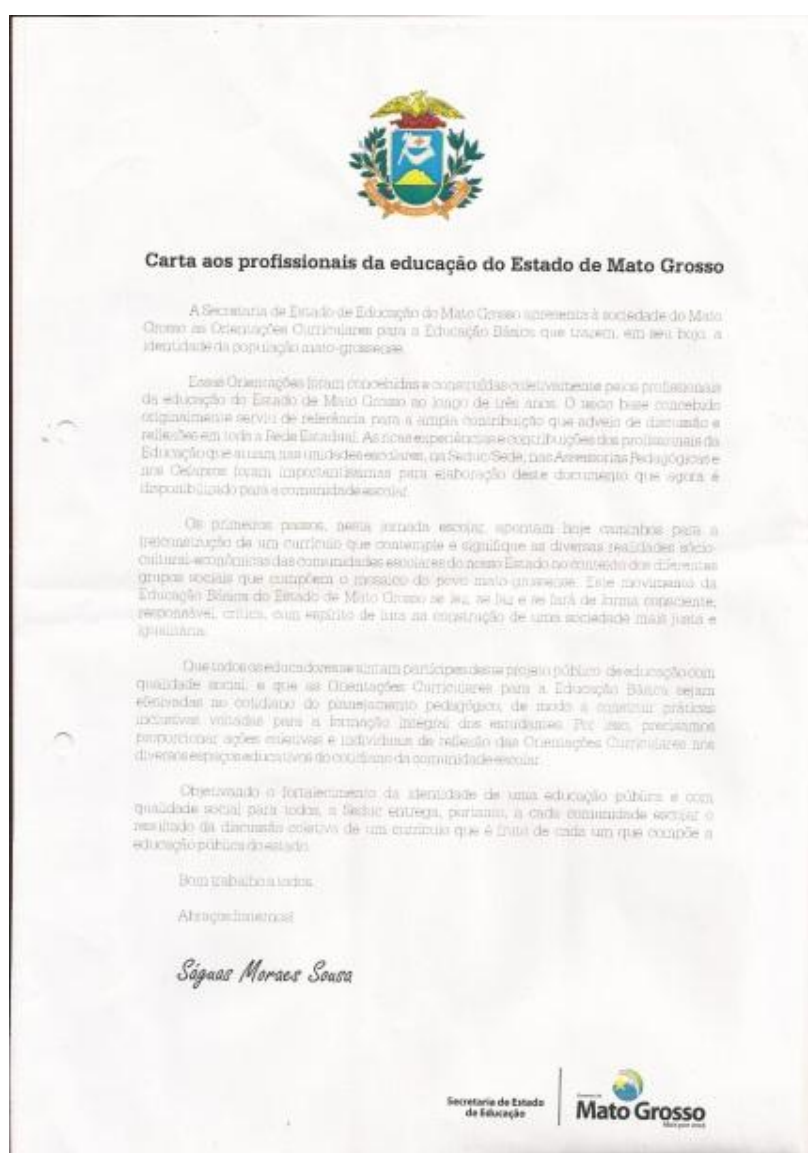 Carta aos profissionais da educação do Estado de Mato Grosso
A Secretaria de Estado de Educação do Mato Grosso apresenta à sociedade do Mato
Grosso as Orientações Curriculares para a Educação Básica que trazem, em seu bojo, a
identidade da população mato-grossense.
Essas Orientações foram concebidas e construídas coletivamente pelos profissionais
da educação do Estado de Mato Grosso ao longo de três anos. O texto base concebido
originalmente serviu de referência para a ampla contribuição que adveio de discussão e
reflexões em toda a Rede Estadual. As ricas experiências e contribuições dos profissionais da
Educação que atuam nas unidades escolares, na Seduc/Sede, nas Assessorias Pedagógicas e
nos Cefapros foram importantíssimas para elaboração deste documento que agora é
disponibilizado para a comunidade escolar.
Os primeiros passos, nesta jornada escolar, apontam hoje caminhos para a
(re)construção de um currículo que contemple e signifique as diversas realidades sócio-
cultural-econômicas das comunidades escolares do nosso Estado no contexto dos diferentes
grupos sociais que compõem o mosaico do povo mato-grossense. Este movimento da
Educação Básica do Estado de Mato Grosso se fez, se faz e se fará de forma consciente,
responsável, crítica, com espírito de luta na construção de uma sociedade mais justa e
igualitária.
Que todos os educadores se sintam partícipes desse projeto público de educação com
qualidade social, e que as Orientações Curriculares para a Educação Básica sejam
efetivadas no cotidiano do planejamento pedagógico, de modo a construir práticas
inclusivas voltadas para a formação integral dos estudantes. Por isso, precisamos
proporcionar ações coletivas e individuais de reflexão das Orientações Curriculares nos
diversos espaços educativos do cotidiano da comunidade escolar.
Objetivando o fortalecimento da identidade de uma educação pública e com
qualidade social para todos, a Seduc entrega, portanto, a cada comunidade escolar o
resultado da discussão coletiva de um currículo que é fruto de cada um que compõe a
educação pública do estado.
Bom trabalho a todos.
Abraços fraternos!
Ságuas Moraes Sousa
Secretaria de Estado
de Educação
Mato Grosso